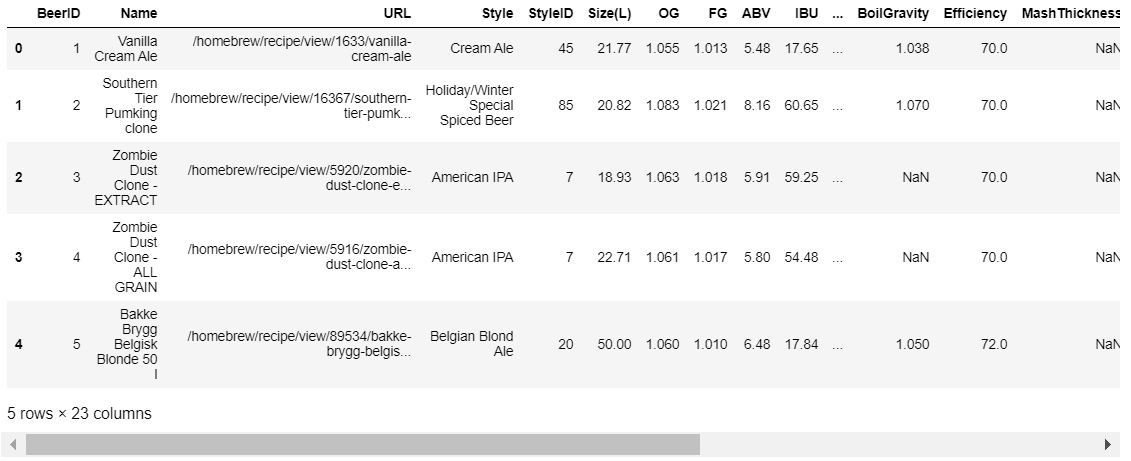 BeerID Name URL Style StyleID Size(L) OG FG ABV IBU ... BoilGravity Efficiency MashThickness
0 1 Vanilla Cream Ale /homebrew/recipe/view/1633/vanilla-cream-ale Cream Ale 45 21.77 1.055 1.013 5.48 17.65 ... 1.038 70.0 NaN
1 2 Southern Tier Pumking clone /homebrew/recipe/view/16367/southern-tier-pumk... Holiday/Winter Special Spiced Beer 85 20.82 1.083 1.021 8.16 60.65 ... 1.070 70.0 NaN
2 3 Zombie Dust Clone - EXTRACT /homebrew/recipe/view/5920/zombie-dust-clone-e... American IPA 7 18.93 1.063 1.018 5.91 59.25 ... NaN 70.0 NaN
3 4 Zombie Dust Clone - ALL GRAIN /homebrew/recipe/view/5916/zombie-dust-clone-a... American IPA 7 22.71 1.061 1.017 5.80 54.48 ... NaN 70.0 NaN
4 5 Bakke Brygg Belgisk Blonde 50 l /homebrew/recipe/view/89534/bakke-brygg-belgis... Belgian Blond Ale 20 50.00 1.060 1.010 6.48 17.84 ... 1.050 72.0 NaN
5 rows × 23 columns